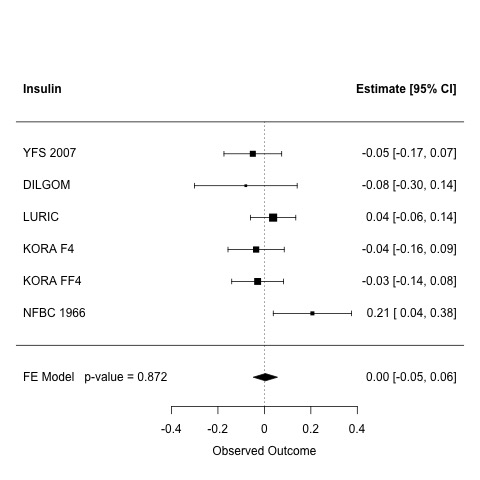 Insulin Estimate [95% CI]
YFS 2007 -0.05 [-0.17, 0.07]
DILGOM -0.08 [-0.30, 0.14]
LURIC 0.04 [-0.06, 0.14]
KORA F4 -0.04 [-0.16, 0.09]
KORA FF4 -0.03 [-0.14, 0.08]
NFBC 1966 0.21 [ 0.04, 0.38]
FE Model p-value = 0.872 0.00 [-0.05, 0.06]
-0.4 -0.2 0 0.2 0.4
Observed Outcome